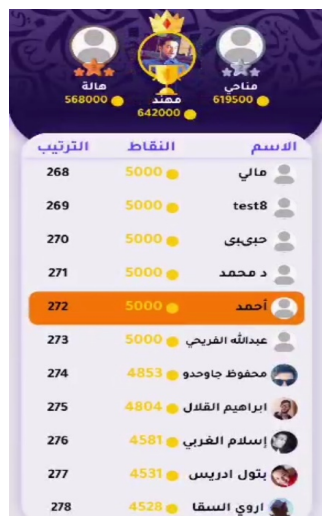 هالة
568000
مهند
642000
مناحي
619500
الاسم النقاط الترتيب
مالي 5000 268
test8 5000 269
حبىبى 5000 270
د محمد 5000 271
أحمد 5000 272
عبدالله الفريحي 5000 273
محفوظ جاوحدو 4853 274
ابراهيم القلال 4804 275
إسلام الغربي 4581 276
بتول ادريس 4531 277
اروي السقا 4528 278